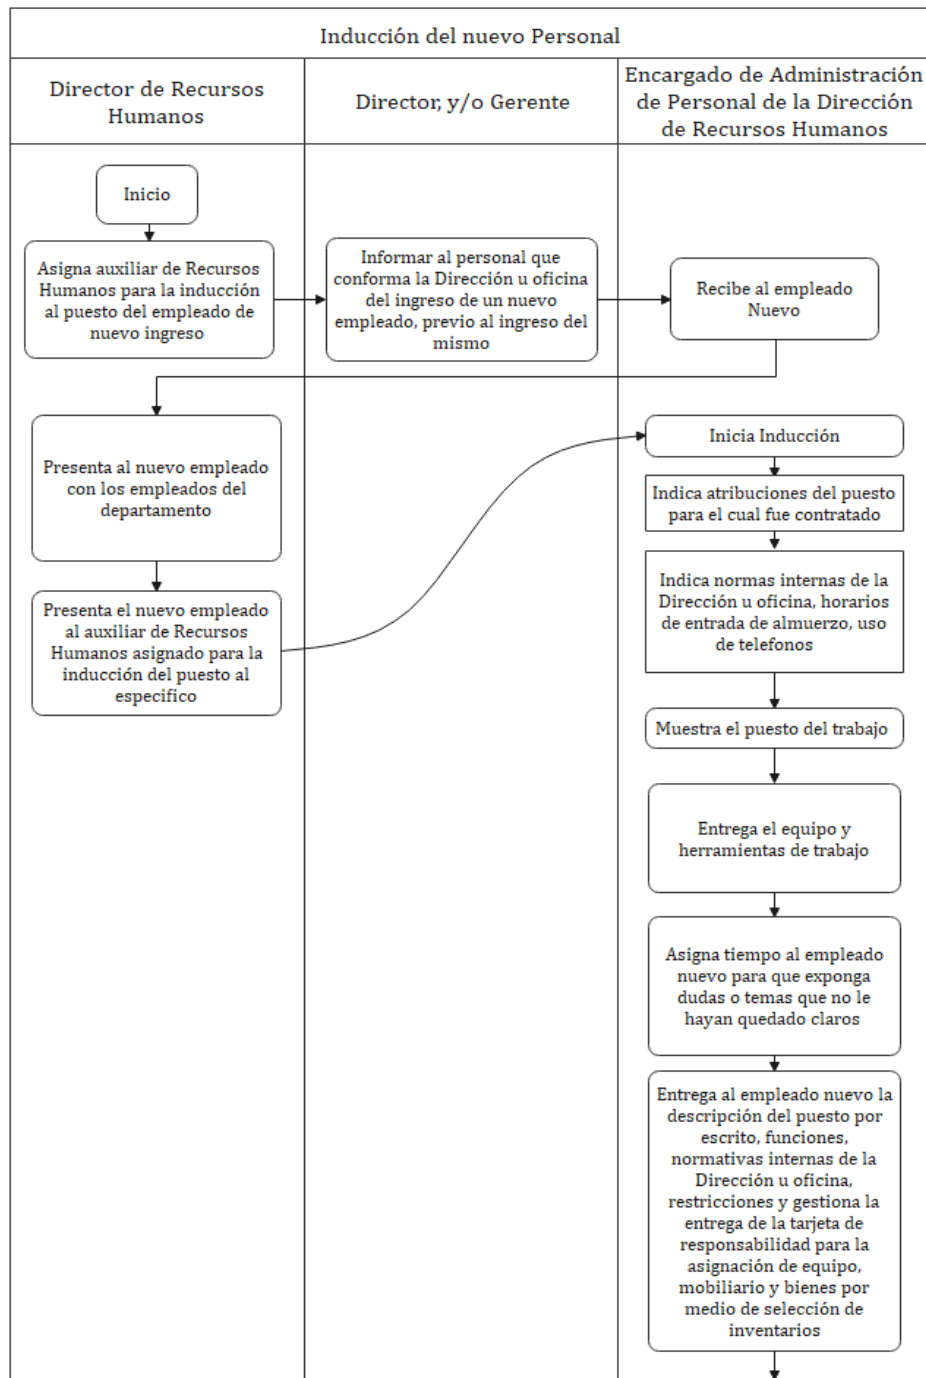 Inducción del nuevo Personal
Director de Recursos
Humanos
Director, y/o Gerente
Encargado de Administración
de Personal de la Dirección
de Recursos Humanos
Inicio
Asigna auxiliar de Recursos
Humanos para la inducción
al puesto del empleado de
nuevo ingreso
Informar al personal que
conforma la Dirección u oficina
del ingreso de un nuevo
empleado, previo al ingreso del
mismo
Recibe al empleado
Nuevo
Presenta al nuevo empleado
con los empleados del
departamento
Presenta el nuevo empleado
al auxiliar de Recursos
Humanos asignado para la
inducción del puesto al
especifico
Inicia Inducción
Indica atribuciones del puesto
para el cual fue contratado
Indica normas internas de la
Dirección u oficina, horarios
de entrada de almuerzo, uso
de telefonos
Muestra el puesto del trabajo
Entrega el equipo y
herramientas de trabajo
Asigna tiempo al empleado
nuevo para que exponga
dudas o temas que no le
hayan quedado claros
Entrega al empleado nuevo la
descripción del puesto por
escrito, funciones,
normativas internas de la
Dirección u oficina,
restricciones y gestiona la
entrega de la tarjeta de
responsabilidad para la
asignación de equipo,
mobiliario y bienes por
medio de selección de
inventarios